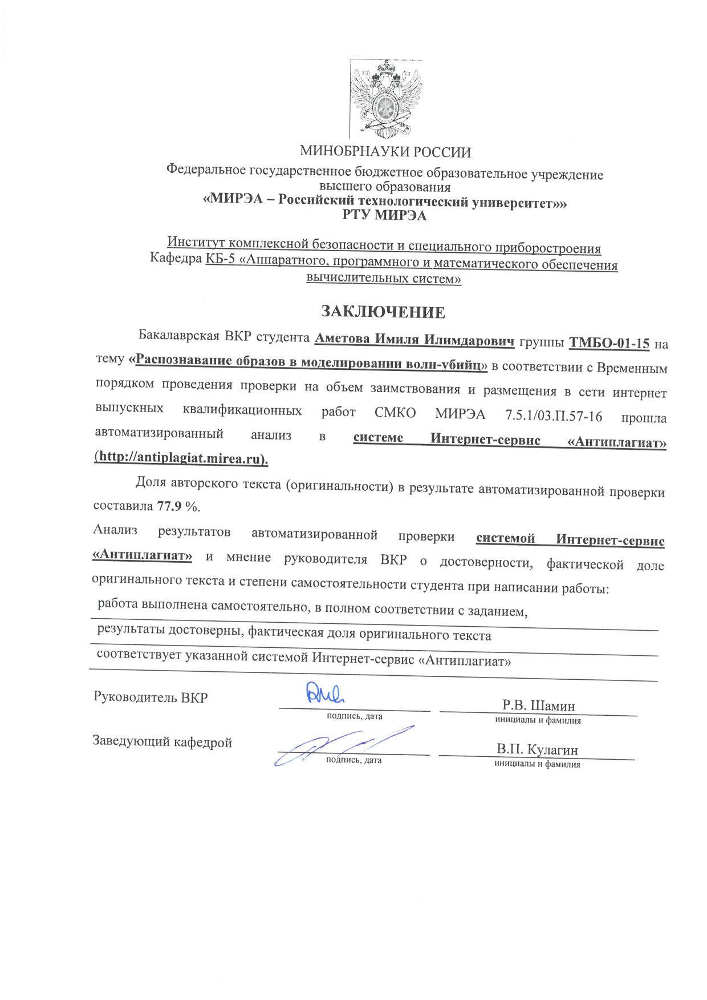 МИНОБРНАУКИ РОССИИ
Федеральное государственное бюджетное образовательное учреждение
высшего образования
«МИРЭА – Российский технологический университет»»
РТУ МИРЭА
Институт комплексной безопасности и специального приборостроения
Кафедра КБ-5 «Аппаратного, программного и математического обеспечения
вычислительных систем»
ЗАКЛЮЧЕНИЕ
Бакалаврская ВКР студента Аметова Имиля Илимдарович группы ТМБО-01-15 на
тему «Распознавание образов в моделировании волн-убийц» в соответствии с Временным
порядком проведения проверки на объем заимствования и размещения в сети интернет
выпускных квалификационных работ СМКО МИРЭА 7.5.1/03.П.57-16 прошла
автоматизированный анализ в системе Интернет-сервис «Антиплагиат»
(http://antiplagiat.mirea.ru).
Доля авторского текста (оригинальности) в результате автоматизированной проверки
составила 77.9 %.
Анализ результатов автоматизированной проверки системой Интернет-сервис
«Антиплагиат» и мнение руководителя ВКР о достоверности, фактической доле
оригинального текста и степени самостоятельности студента при написании работы:
работа выполнена самостоятельно, в полном соответствии с заданием,
результаты достоверны, фактическая доля оригинального текста
соответствует указанной системой Интернет-сервис «Антиплагиат»
Руководитель ВКР Р.В. Шамин
подпись, дата инициалы и фамилия
Заведующий кафедрой В.П. Кулагин
подпись, дата инициалы и фамилия